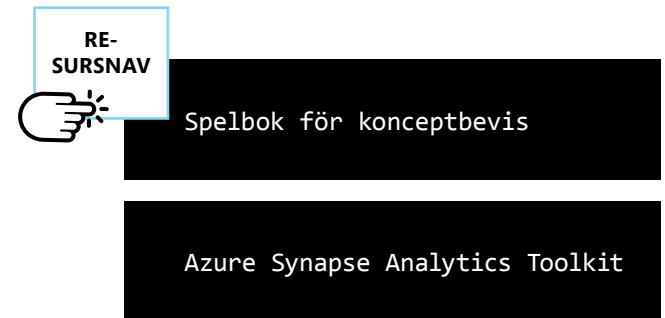 RE-
SURSNAV
Spelbok för konceptbevis
Azure Synapse Analytics Toolkit